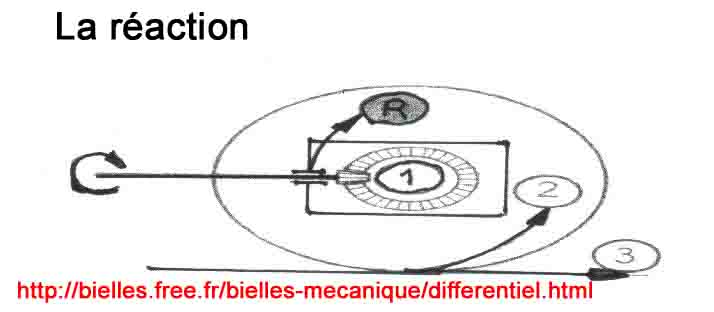 La réaction
R
1
2
3
http://bielles.free.fr/bielles-mecanique/differentiel.html